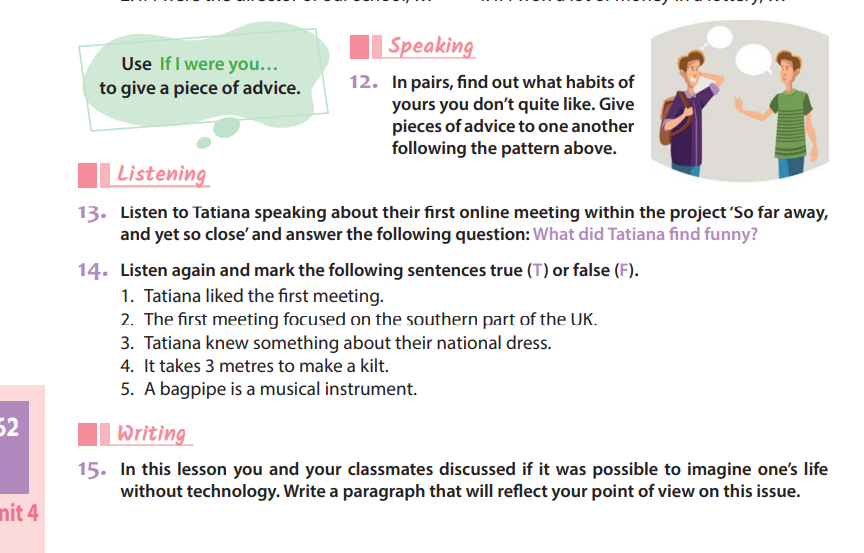 Use If I were you…
to give a piece of advice.
Speaking
12. In pairs, find out what habits of
yours you don't quite like. Give
pieces of advice to one another
following the pattern above.
Listening
13. Listen to Tatiana speaking about their first online meeting within the project 'So far away,
and yet so close' and answer the following question: What did Tatiana find funny?
14. Listen again and mark the following sentences true (T) or false (F).
1. Tatiana liked the first meeting.
2. The first meeting focused on the southern part of the UK.
3. Tatiana knew something about their national dress.
4. It takes 3 metres to make a kilt.
5. A bagpipe is a musical instrument.
Writing
15. In this lesson you and your classmates discussed if it was possible to imagine one's life
without technology. Write a paragraph that will reflect your point of view on this issue.
52
nit 4